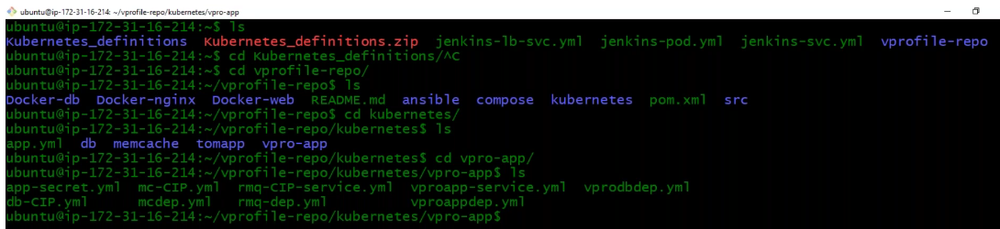 ubuntu@ip-172-31-16-214: ~/vprofile-repo/kubernetes/vpro-app
ubuntu@ip-172-31-16-214:~$ ls
Kubernetes_definitions Kubernetes_definitions.zip jenkins-lb-svc.yml jenkins-pod.yml jenkins-svc.yml vprofile-repo
ubuntu@ip-172-31-16-214:~$ cd Kubernetes_definitions/^C
ubuntu@ip-172-31-16-214:~$ cd vprofile-repo/
ubuntu@ip-172-31-16-214:~/vprofile-repo$ ls
Docker-db Docker-nginx Docker-web README.md ansible compose kubernetes pom.xml src
ubuntu@ip-172-31-16-214:~/vprofile-repo$ cd kubernetes/
ubuntu@ip-172-31-16-214:~/vprofile-repo/kubernetes$ ls
app.yml db memcache tomapp vpro-app
ubuntu@ip-172-31-16-214:~/vprofile-repo/kubernetes$ cd vpro-app/
ubuntu@ip-172-31-16-214:~/vprofile-repo/kubernetes/vpro-app$ ls
app-secret.yml mc-CIP.yml rmq-CIP-service.yml vproapp-service.yml vprodbdep.yml
db-CIP.yml mcdep.yml rmq-dep.yml vproappdep.yml
ubuntu@ip-172-31-16-214:~/vprofile-repo/kubernetes/vpro-app$